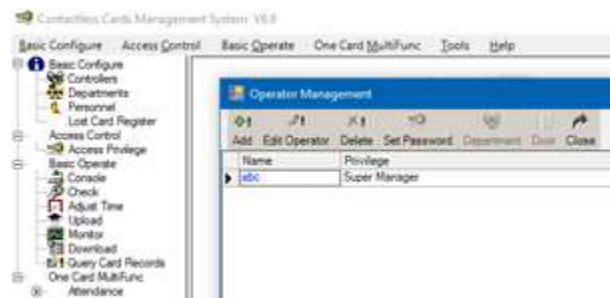 Contactless Cards Management System V6.8
Basic Configure Access Control Basic Operate One Card MultiFunc Tools Help
Basic Configure
Controllers
Departments
Personnel
Lost Card Register
Access Control
Access Privilege
Basic Operate
Console
Check
Adjust Time
Upload
Monitor
Download
Query Card Records
One Card MultiFunc
Attendance
Operator Management
Add Edit Operator Delete Set Password Department Door Close
Name Privilege
abc Super Manager